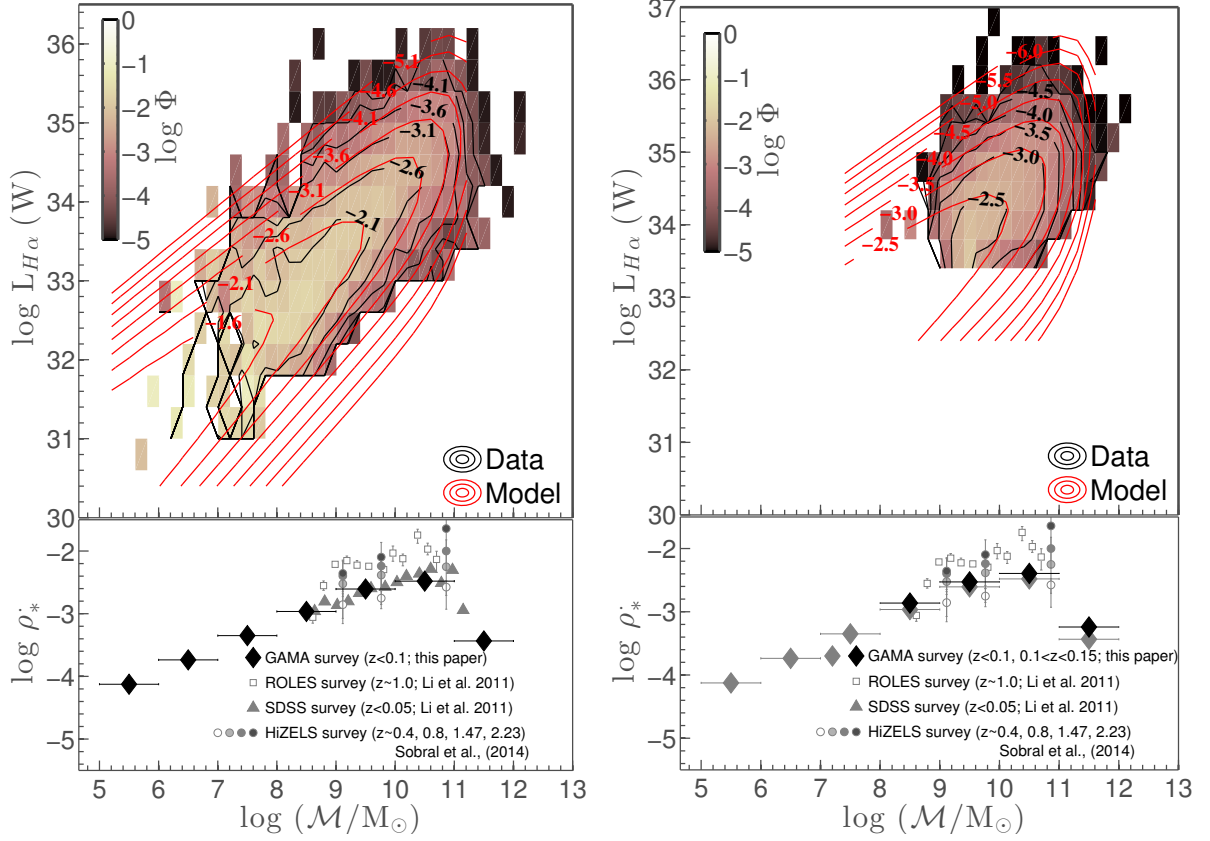 36
35
34
33
32
31
30
log L_{Hα} (W)
0
−1
−2
−3
−4
−5
log Φ
−5.1
−4.6
−4.1
−4.1
−3.6
−3.6
−3.1
−3.1
−2.6
−2.6
−2.1
−2.1
−1.6
Data
Model
−2
−3
−4
−5
log ρ̇_*
GAMA survey (z<0.1; this paper)
ROLES survey (z~1.0; Li et al. 2011)
SDSS survey (z<0.05; Li et al. 2011)
HiZELS survey (z~0.4, 0.8, 1.47, 2.23)
Sobral et al., (2014)
5 6 7 8 9 10 11 12 13
log (ℳ/M_⊙)
37
36
35
34
33
32
31
30
log L_{Hα} (W)
0
−1
−2
−3
−4
−5
log Φ
−6.0
−5.5
−5.0
−4.5
−4.5
−4.0
−4.0
−3.5
−3.5
−3.0
−3.0
−2.5
−2.5
Data
Model
−2
−3
−4
−5
log ρ̇_*
GAMA survey (z<0.1, 0.1<z<0.15; this paper)
ROLES survey (z~1.0; Li et al. 2011)
SDSS survey (z<0.05; Li et al. 2011)
HiZELS survey (z~0.4, 0.8, 1.47, 2.23)
Sobral et al., (2014)
5 6 7 8 9 10 11 12 13
log (ℳ/M_⊙)